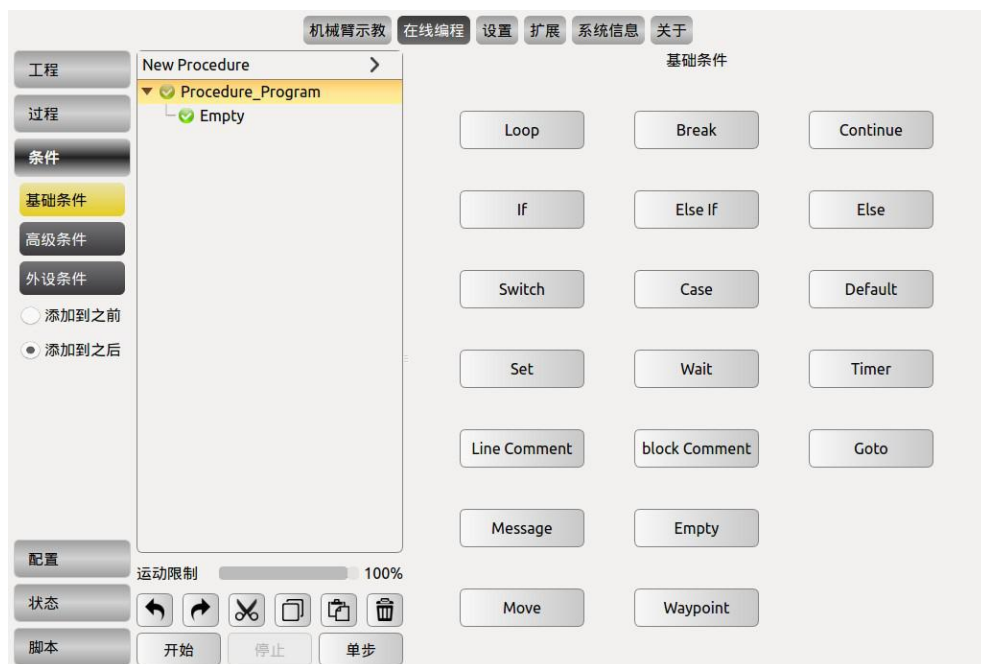 机械臂示教 在线编程 设置 扩展 系统信息 关于
工程
过程
条件
基础条件
高级条件
外设条件
添加到之前
添加到之后
配置
状态
脚本
New Procedure
Procedure_Program
Empty
运动限制 100%
开始 停止 单步
基础条件
Loop Break Continue
If Else If Else
Switch Case Default
Set Wait Timer
Line Comment block Comment Goto
Message Empty
Move Waypoint